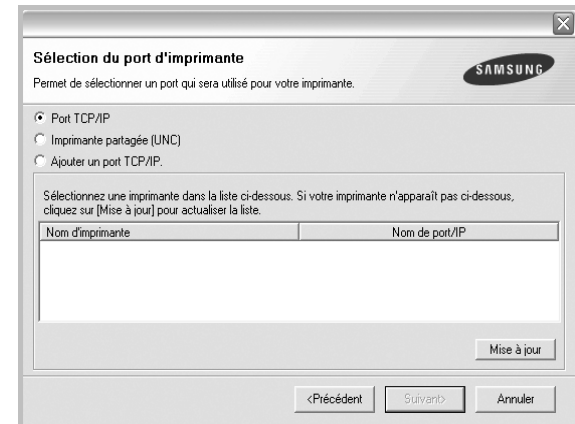 Sélection du port d'imprimante
Permet de sélectionner un port qui sera utilisé pour votre imprimante.
SAMSUNG
Port TCP/IP
Imprimante partagée (UNC)
Ajouter un port TCP/IP.
Sélectionnez une imprimante dans la liste ci-dessous. Si votre imprimante n'apparaît pas ci-dessous,
cliquez sur [Mise à jour] pour actualiser la liste.
Nom d'imprimante Nom de port/IP
Mise à jour
<Précédent Suivant> Annuler